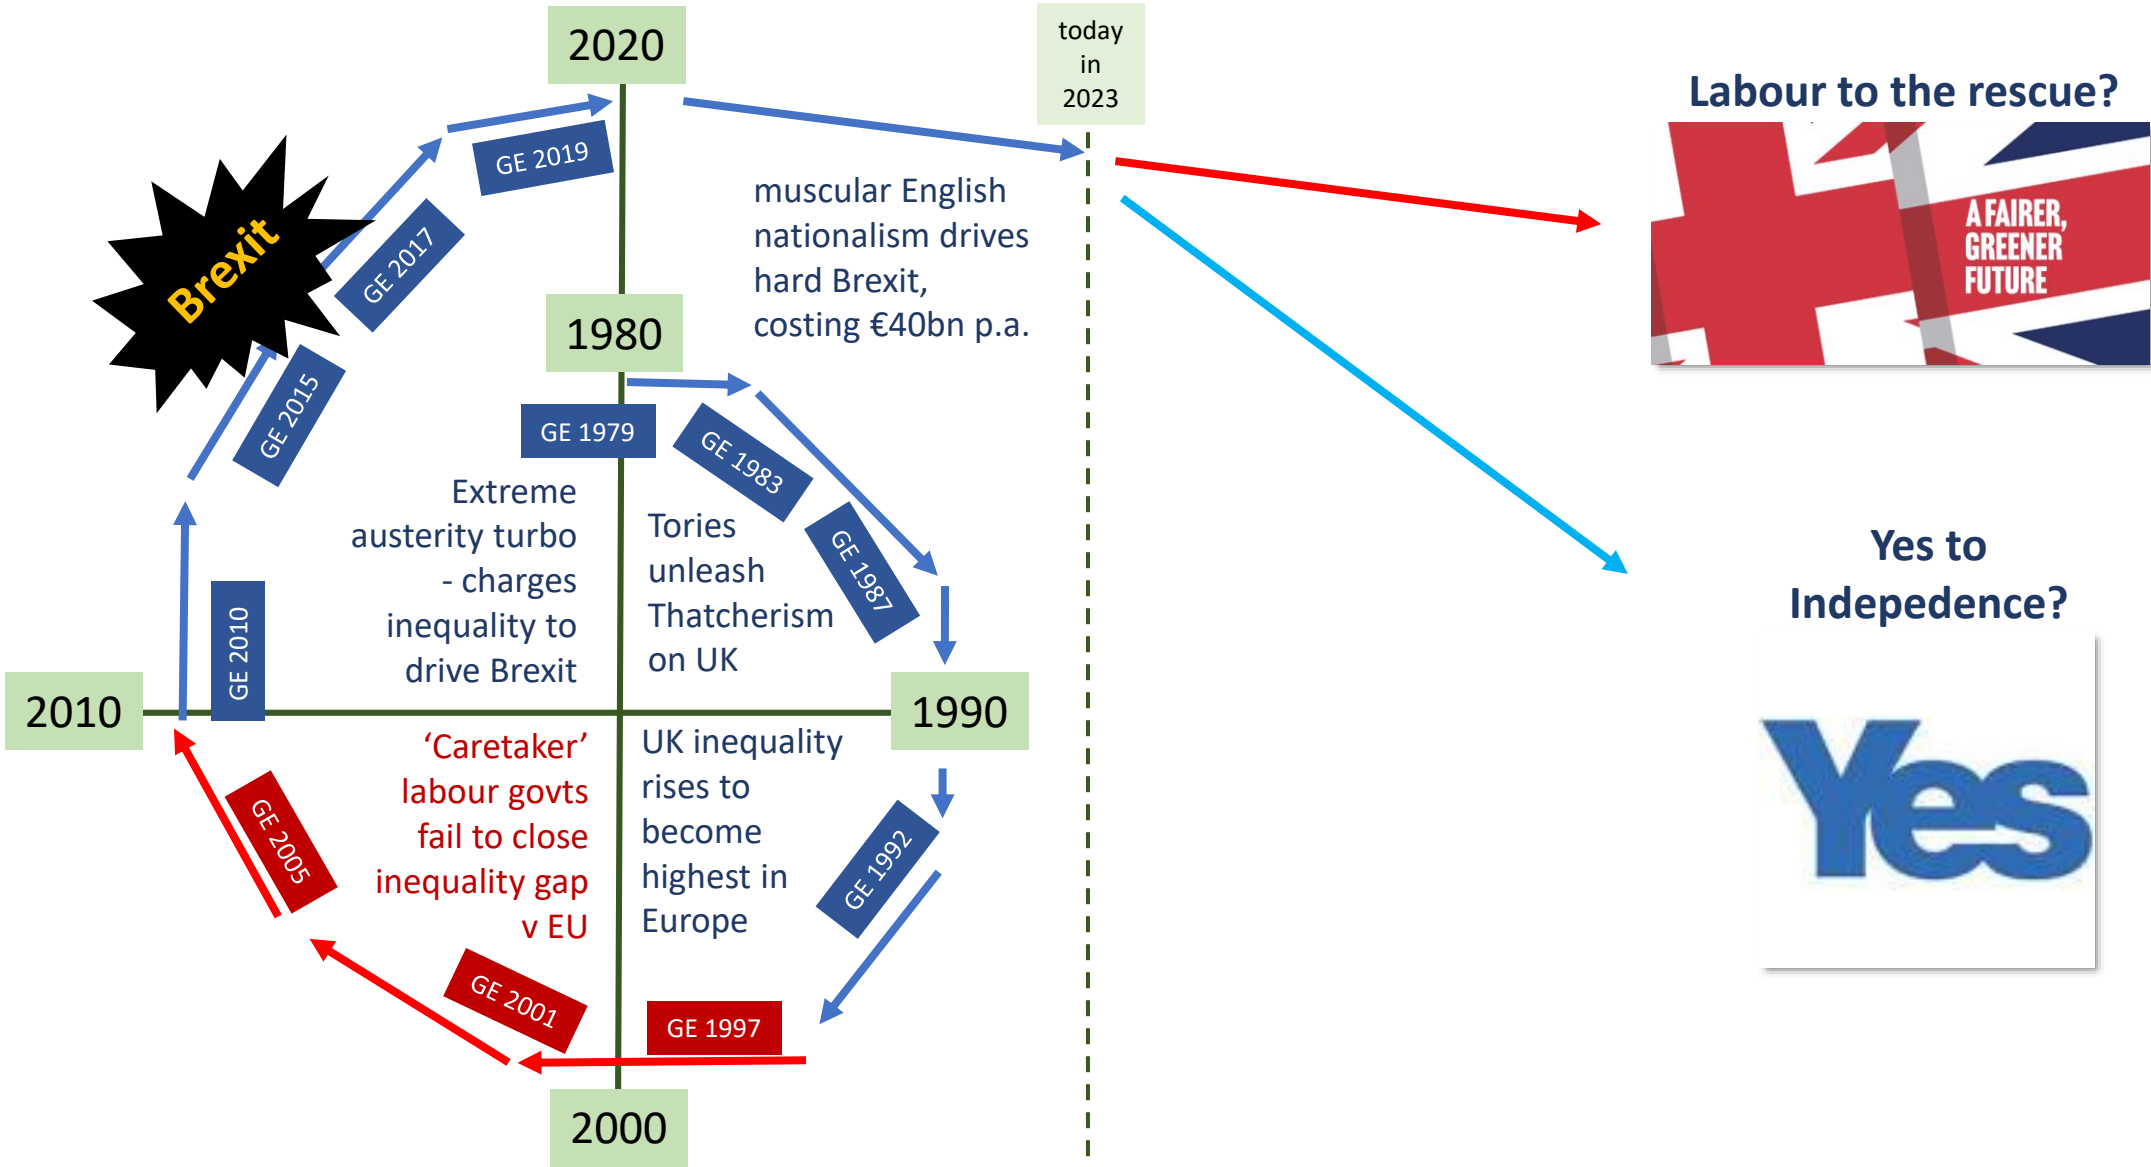 2020
today
in
2023
Labour to the rescue?
A FAIRER,
GREENER
FUTURE
GE 2019
GE 2017
Brexit
GE 2015
muscular English
nationalism drives
hard Brexit,
costing €40bn p.a.
1980
GE 1979
GE 1983
GE 1987
Extreme
austerity turbo
- charges
inequality to
drive Brexit
Tories
unleash
Thatcherism
on UK
Yes to
Indepedence?
Yes
GE 2010
2010
1990
‘Caretaker’
labour govts
fail to close
inequality gap
v EU
UK inequality
rises to
become
highest in
Europe
GE 2005
GE 1992
GE 2001
GE 1997
2000